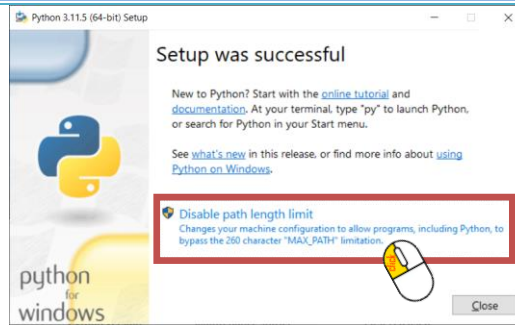 Python 3.11.5 (64-bit) Setup
Setup was successful
New to Python? Start with the online tutorial and
documentation. At your terminal, type "py" to launch Python,
or search for Python in your Start menu.
See what's new in this release, or find more info about using
Python on Windows.
Disable path length limit
Changes your machine configuration to allow programs, including Python, to
bypass the 260 character "MAX_PATH" limitation.
click
python
for
windows
Close